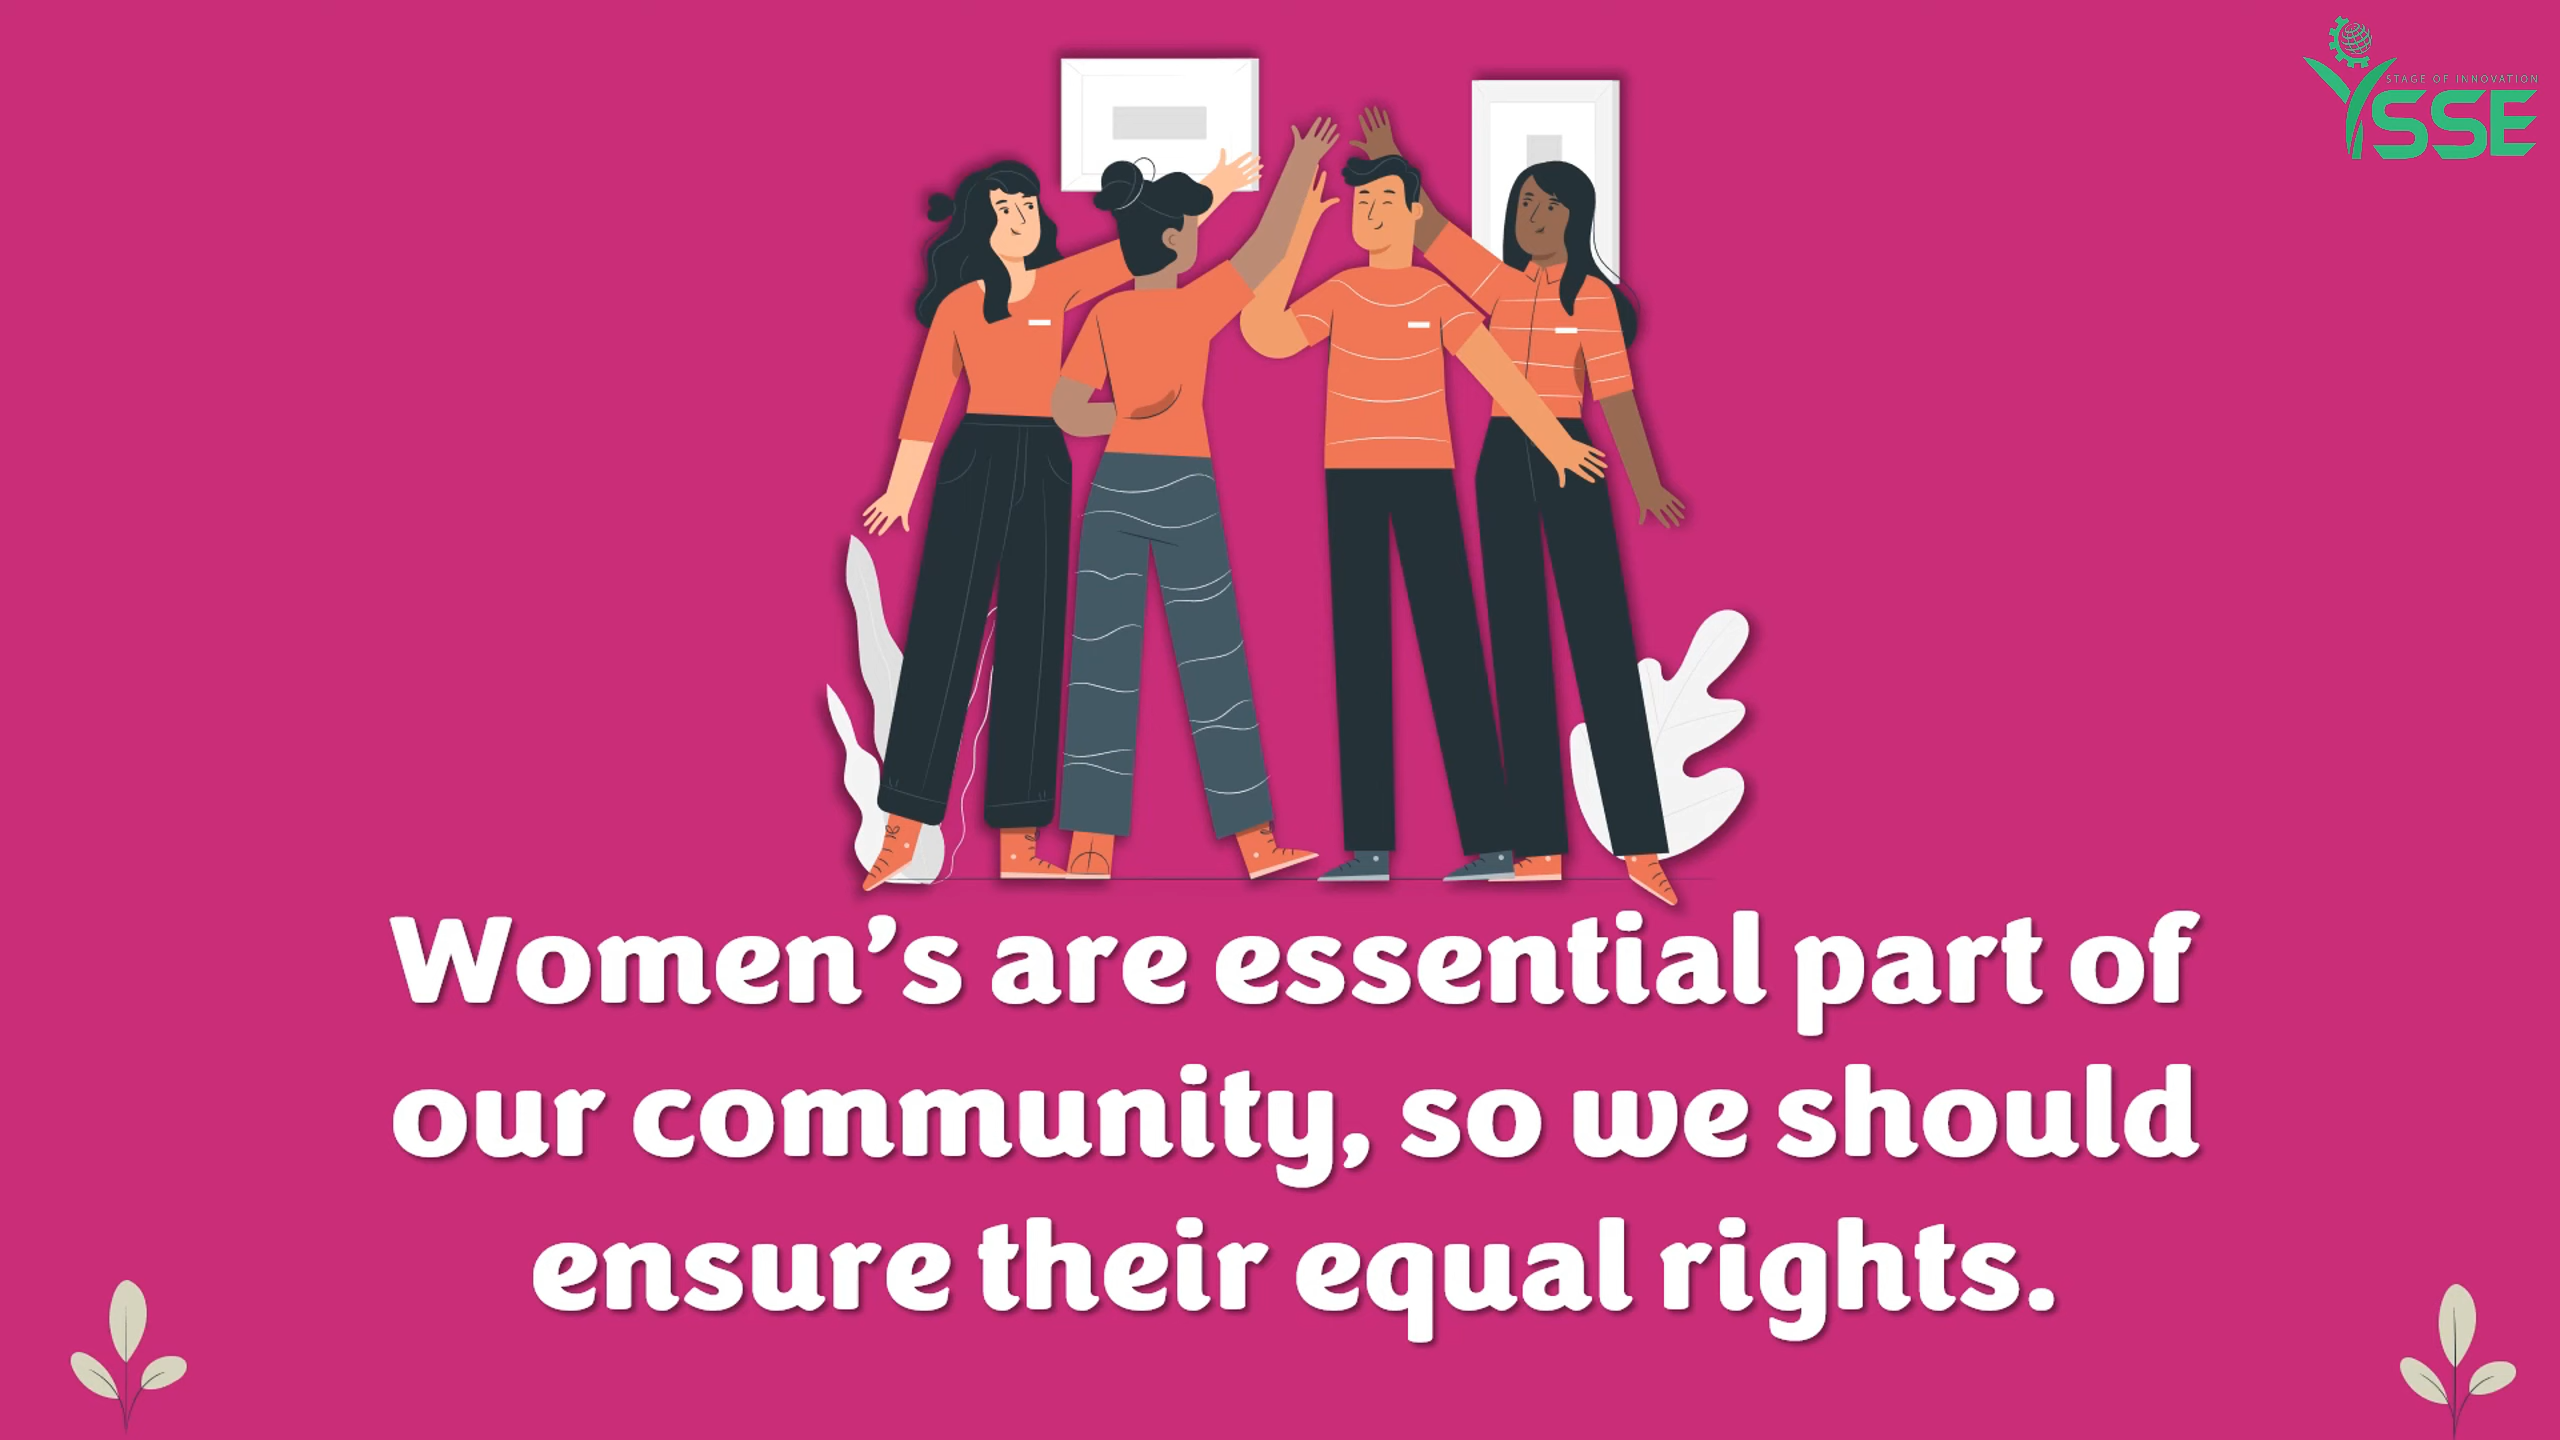 STAGE OF INNOVATION
YSSE
Women’s are essential part of
our community, so we should
ensure their equal rights.